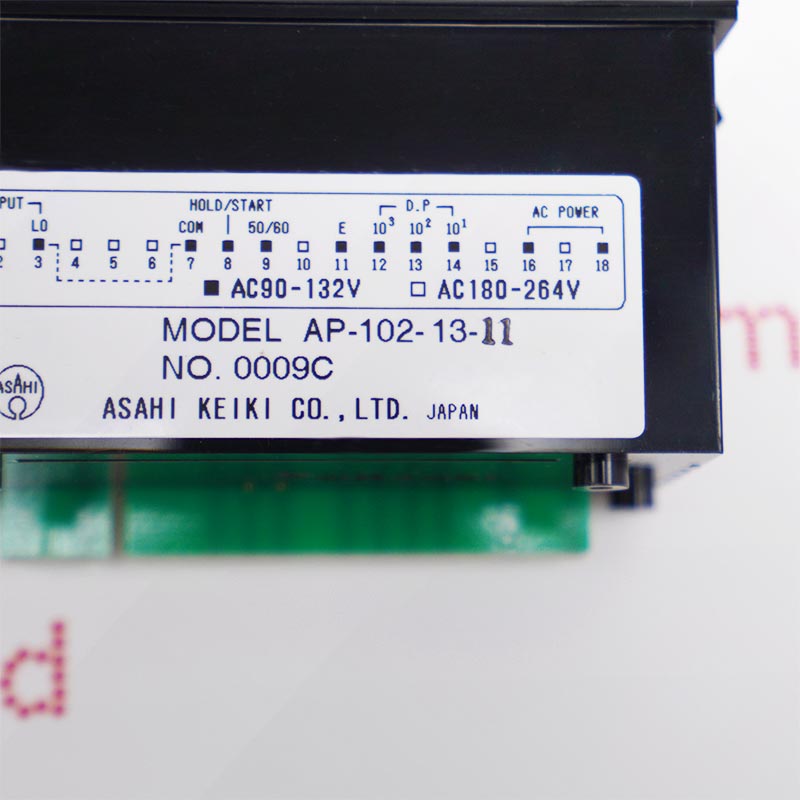 PUT HOLD/START D.P AC POWER
LO COM 50/60 E 10³ 10² 10¹
2 3 4 5 6 7 8 9 10 11 12 13 14 15 16 17 18
■ AC90-132V □ AC180-264V
MODEL AP-102-13-11
NO. 0009C
ASAHI
ASAHI KEIKI CO.,LTD. JAPAN
m
d